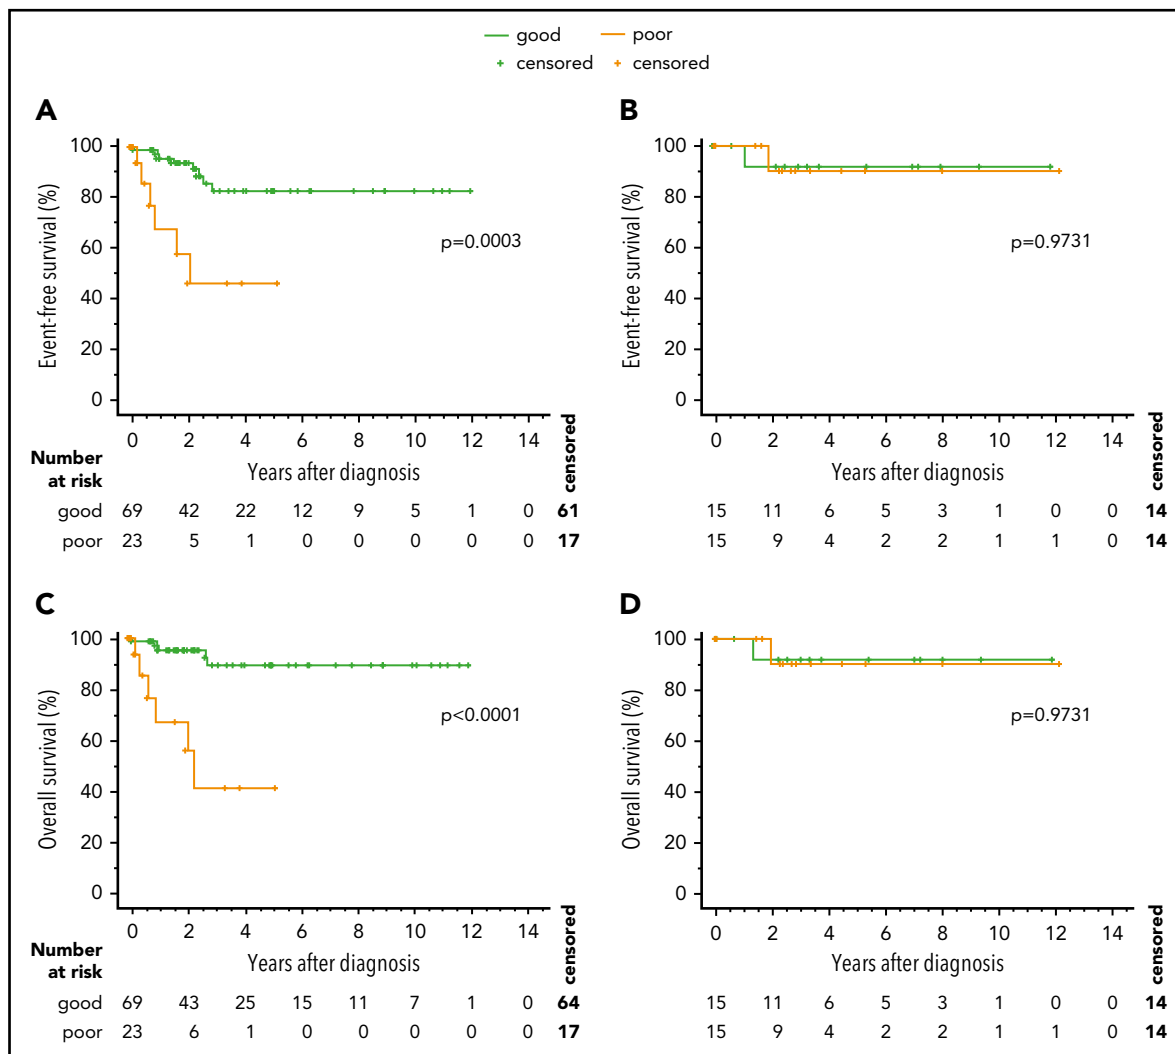 good poor
censored censored
A
100
80
60
40
20
0
Event-free survival (%)
p=0.0003
0 2 4 6 8 10 12 14
Years after diagnosis
Number
at risk
censored
good 69 42 22 12 9 5 1 0 61
poor 23 5 1 0 0 0 0 0 17
B
100
80
60
40
20
0
Event-free survival (%)
p=0.9731
0 2 4 6 8 10 12 14
Years after diagnosis
censored
15 11 6 5 3 1 0 0 14
15 9 4 2 2 1 1 0 14
C
100
80
60
40
20
0
Overall survival (%)
p<0.0001
0 2 4 6 8 10 12 14
Years after diagnosis
Number
at risk
censored
good 69 43 25 15 11 7 1 0 64
poor 23 6 1 0 0 0 0 0 17
D
100
80
60
40
20
0
Overall survival (%)
p=0.9731
0 2 4 6 8 10 12 14
Years after diagnosis
censored
15 11 6 5 3 1 0 0 14
15 9 4 2 2 1 1 0 14